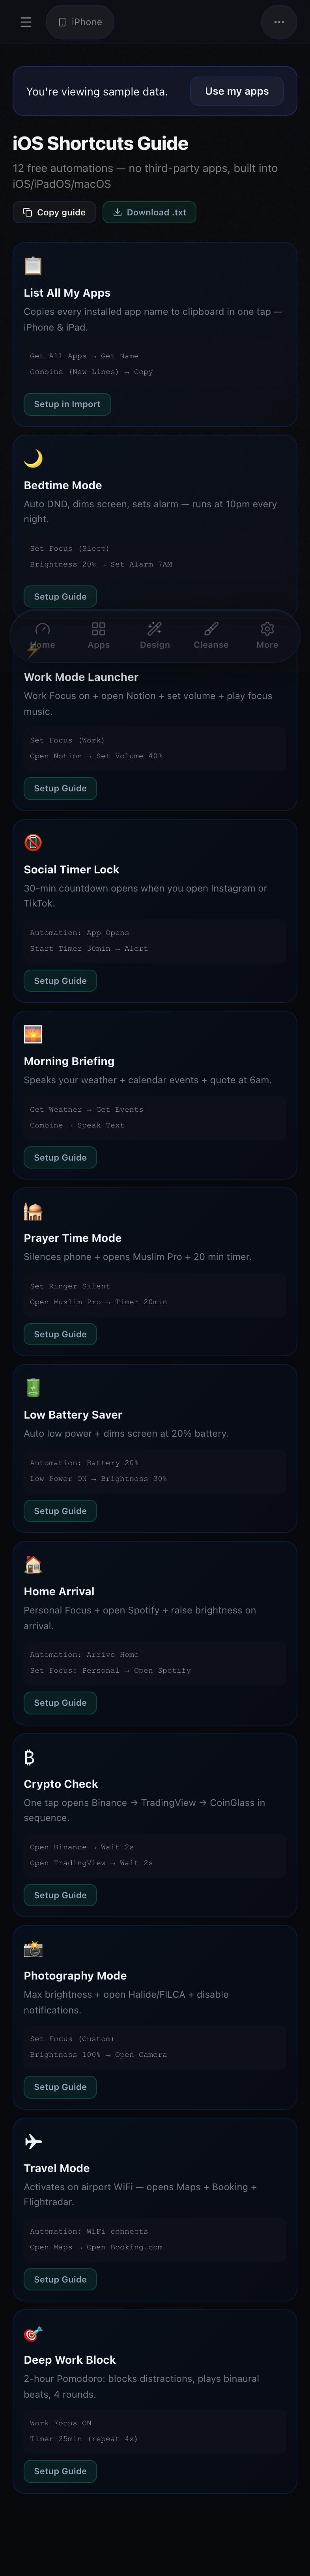 iPhone
You're viewing sample data.
Use my apps
iOS Shortcuts Guide
12 free automations — no third-party apps, built into
iOS/iPadOS/macOS
Copy guide
Download .txt
List All My Apps
Copies every installed app name to clipboard in one tap —
iPhone & iPad.
Get All Apps → Get Name
Combine (New Lines) → Copy
Setup in Import
Bedtime Mode
Auto DND, dims screen, sets alarm — runs at 10pm every
night.
Set Focus (Sleep)
Brightness 20% → Set Alarm 7AM
Setup Guide
Home Apps Design Cleanse More
Work Mode Launcher
Work Focus on + open Notion + set volume + play focus
music.
Set Focus (Work)
Open Notion → Set Volume 40%
Setup Guide
Social Timer Lock
30-min countdown opens when you open Instagram or
TikTok.
Automation: App Opens
Start Timer 30min → Alert
Setup Guide
Morning Briefing
Speaks your weather + calendar events + quote at 6am.
Get Weather → Get Events
Combine → Speak Text
Setup Guide
Prayer Time Mode
Silences phone + opens Muslim Pro + 20 min timer.
Set Ringer Silent
Open Muslim Pro → Timer 20min
Setup Guide
Low Battery Saver
Auto low power + dims screen at 20% battery.
Automation: Battery 20%
Low Power ON → Brightness 30%
Setup Guide
Home Arrival
Personal Focus + open Spotify + raise brightness on
arrival.
Automation: Arrive Home
Set Focus: Personal → Open Spotify
Setup Guide
₿
Crypto Check
One tap opens Binance → TradingView → CoinGlass in
sequence.
Open Binance → Wait 2s
Open TradingView → Wait 2s
Setup Guide
Photography Mode
Max brightness + open Halide/FILCA + disable
notifications.
Set Focus (Custom)
Brightness 100% → Open Camera
Setup Guide
Travel Mode
Activates on airport WiFi — opens Maps + Booking +
Flightradar.
Automation: WiFi connects
Open Maps → Open Booking.com
Setup Guide
Deep Work Block
2-hour Pomodoro: blocks distractions, plays binaural
beats, 4 rounds.
Work Focus ON
Timer 25min (repeat 4x)
Setup Guide